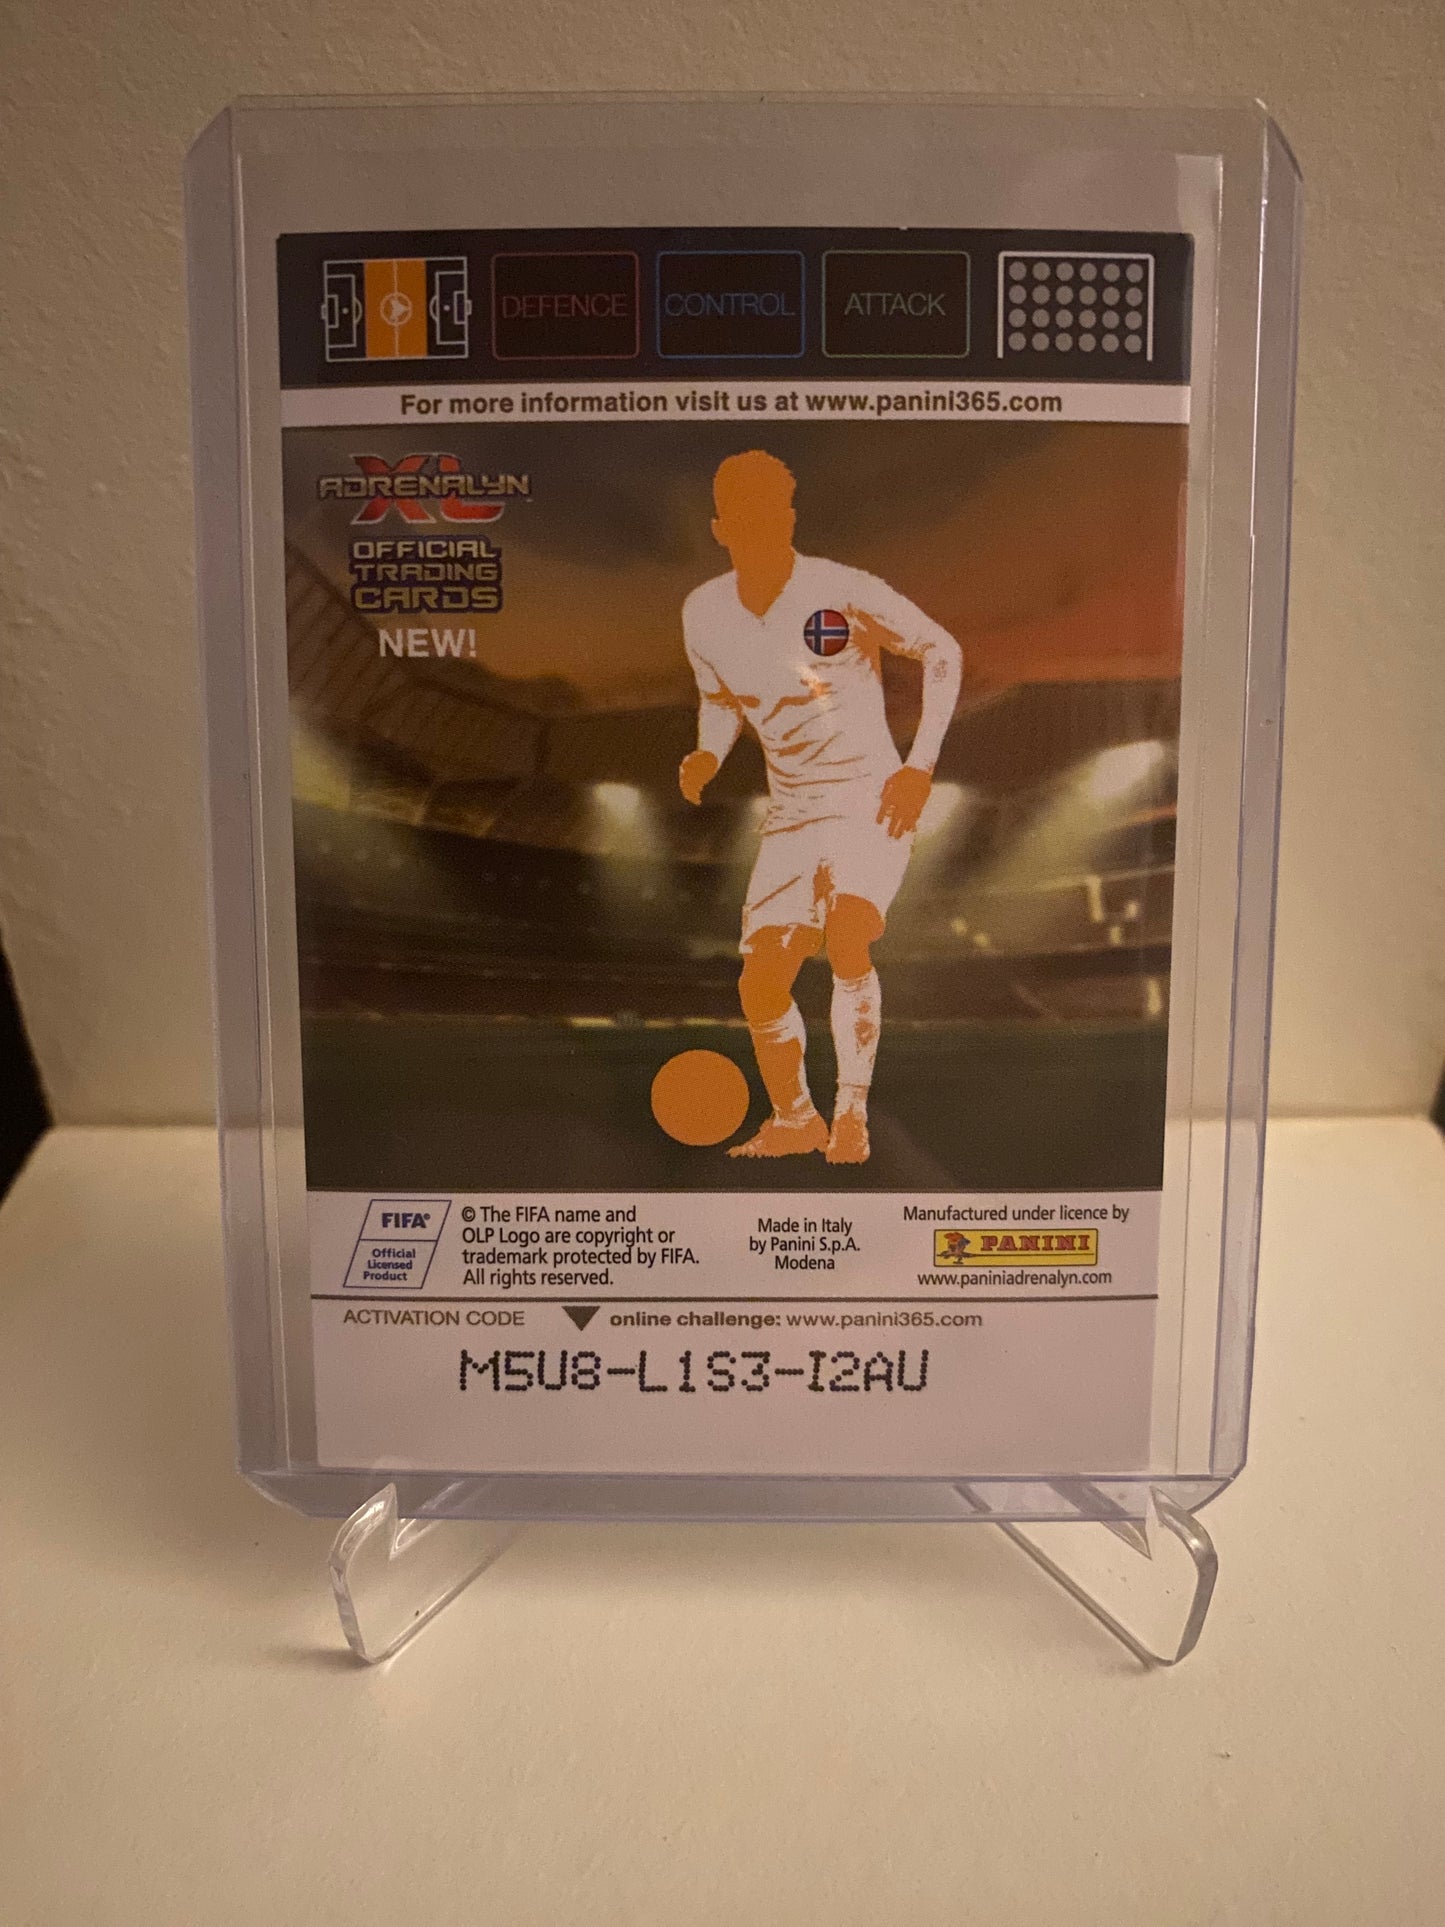 DEFENCE
CONTROL
ATTACK
For more information visit us at www.panini365.com
ADRENALYN
XL
OFFICIAL
TRADING
CARDS
NEW!
FIFA®
Official
Licensed
Product
© The FIFA name and
OLP Logo are copyright or
trademark protected by FIFA.
All rights reserved.
Made in Italy
by Panini S.p.A.
Modena
Manufactured under licence by
PANINI
www.paniniadrenalyn.com
ACTIVATION CODE
online challenge: www.panini365.com
M5U8-L1S3-I2AU